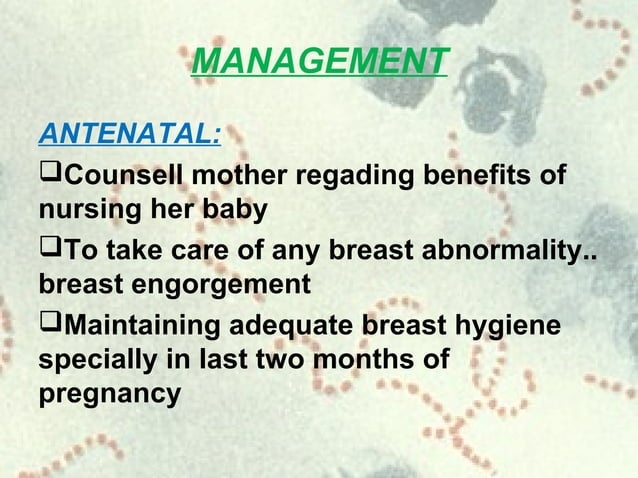 MANAGEMENT
ANTENATAL:
❑Counsell mother regading benefits of
nursing her baby
❑To take care of any breast abnormality..
breast engorgement
❑Maintaining adequate breast hygiene
specially in last two months of
pregnancy